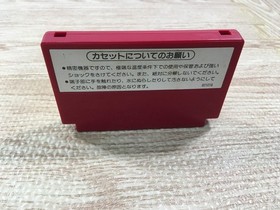 カセットについてのお願い
●精密機器ですので、極端な温度条件下での使用や保管および強い
ショックをさけてください。また、絶対に分解しないでください。
●端子部に手を触れたり、水にぬらしたりして汚さないようにして
ください。故障の原因となります。